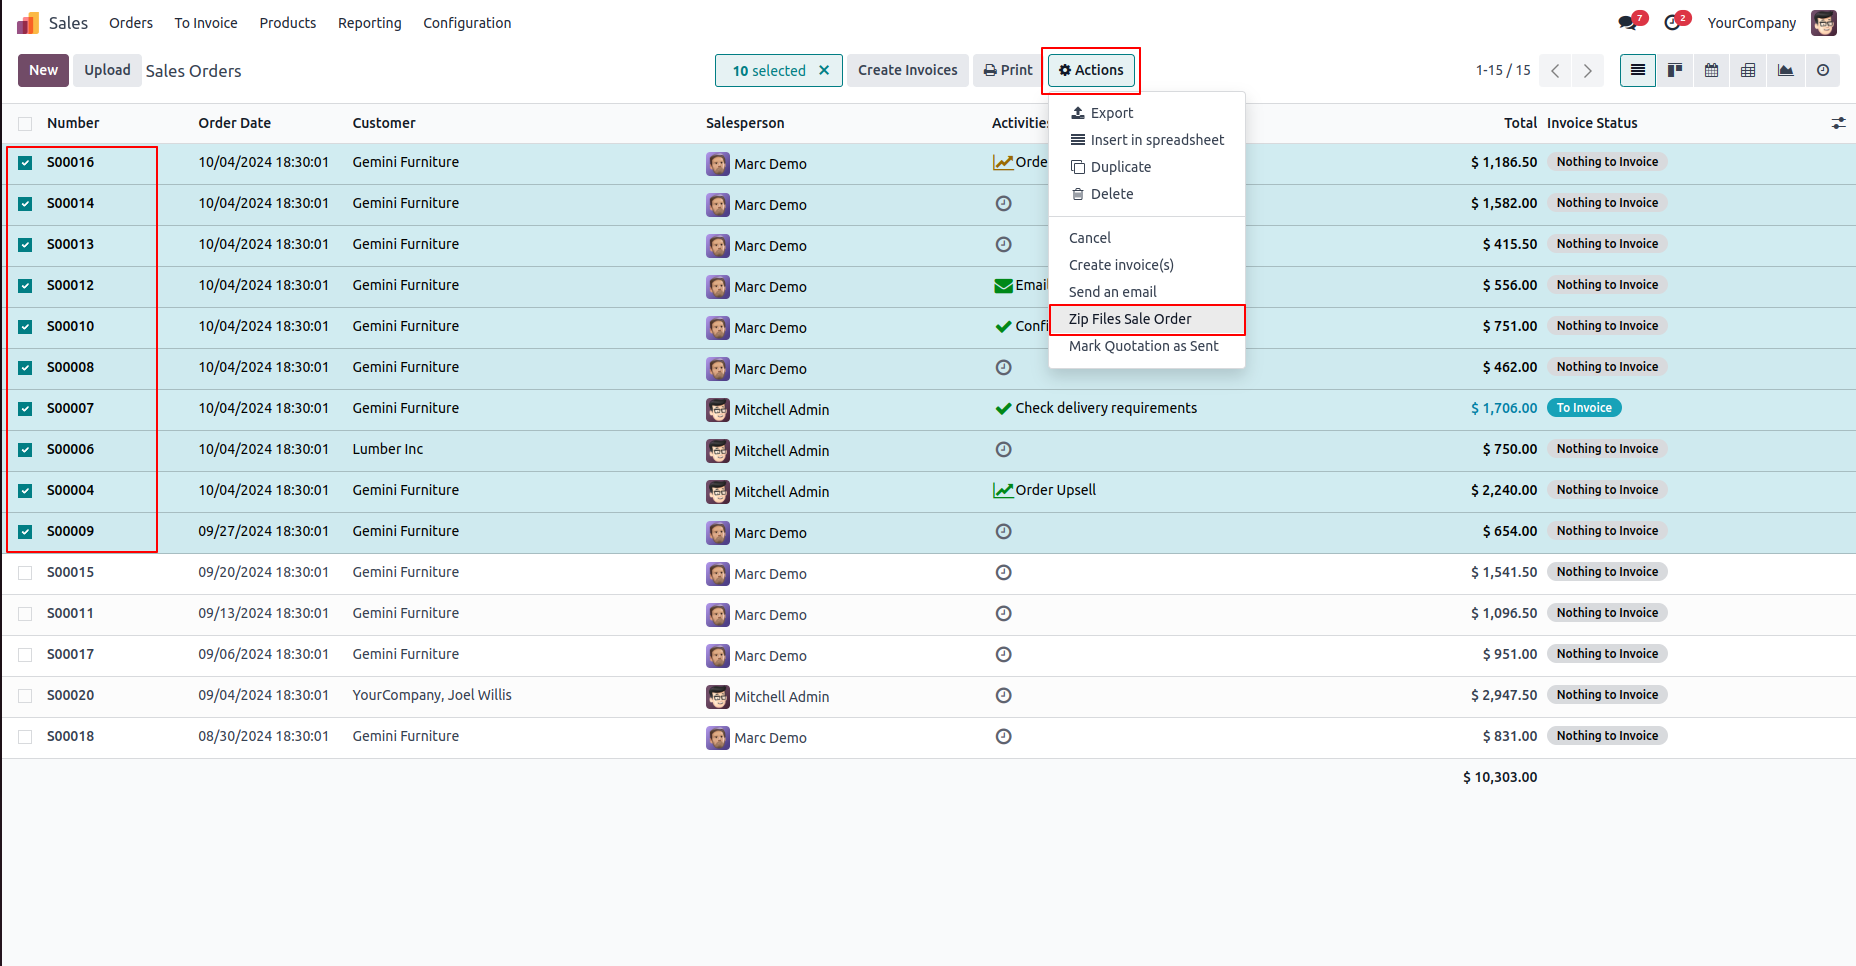 Sales Orders To Invoice Products Reporting Configuration 7 2 YourCompany
New Upload Sales Orders 10 selected Create Invoices Print Actions 1-15 / 15
Number Order Date Customer Salesperson Activities Total Invoice Status
Export
Insert in spreadsheet
Duplicate
Delete
Cancel
Create invoice(s)
Send an email
Zip Files Sale Order
Mark Quotation as Sent
S00016 10/04/2024 18:30:01 Gemini Furniture Marc Demo Orde $ 1,186.50 Nothing to Invoice
S00014 10/04/2024 18:30:01 Gemini Furniture Marc Demo $ 1,582.00 Nothing to Invoice
S00013 10/04/2024 18:30:01 Gemini Furniture Marc Demo $ 415.50 Nothing to Invoice
S00012 10/04/2024 18:30:01 Gemini Furniture Marc Demo Email $ 556.00 Nothing to Invoice
S00010 10/04/2024 18:30:01 Gemini Furniture Marc Demo Confi $ 751.00 Nothing to Invoice
S00008 10/04/2024 18:30:01 Gemini Furniture Marc Demo $ 462.00 Nothing to Invoice
S00007 10/04/2024 18:30:01 Gemini Furniture Mitchell Admin Check delivery requirements $ 1,706.00 To Invoice
S00006 10/04/2024 18:30:01 Lumber Inc Mitchell Admin $ 750.00 Nothing to Invoice
S00004 10/04/2024 18:30:01 Gemini Furniture Mitchell Admin Order Upsell $ 2,240.00 Nothing to Invoice
S00009 09/27/2024 18:30:01 Gemini Furniture Marc Demo $ 654.00 Nothing to Invoice
S00015 09/20/2024 18:30:01 Gemini Furniture Marc Demo $ 1,541.50 Nothing to Invoice
S00011 09/13/2024 18:30:01 Gemini Furniture Marc Demo $ 1,096.50 Nothing to Invoice
S00017 09/06/2024 18:30:01 Gemini Furniture Marc Demo $ 951.00 Nothing to Invoice
S00020 09/04/2024 18:30:01 YourCompany, Joel Willis Mitchell Admin $ 2,947.50 Nothing to Invoice
S00018 08/30/2024 18:30:01 Gemini Furniture Marc Demo $ 831.00 Nothing to Invoice
$ 10,303.00